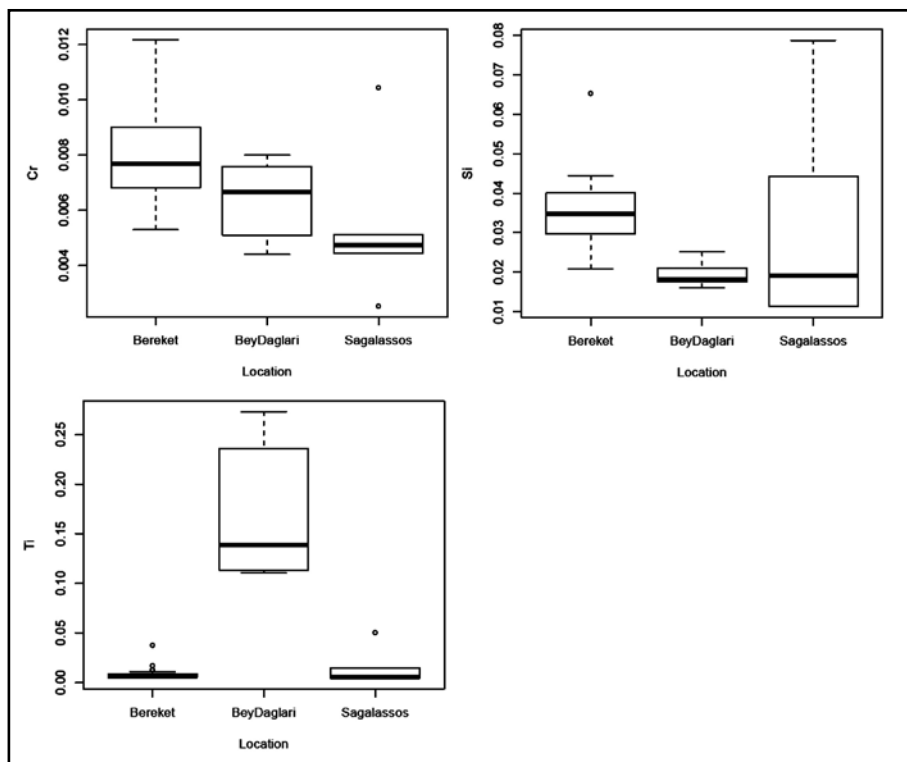 Cr
0.012
0.010
0.008
0.006
0.004
Bereket BeyDaglari Sagalassos
Location
Si
0.08
0.07
0.06
0.05
0.04
0.03
0.02
0.01
Bereket BeyDaglari Sagalassos
Location
Ti
0.25
0.20
0.15
0.10
0.05
0.00
Bereket BeyDaglari Sagalassos
Location